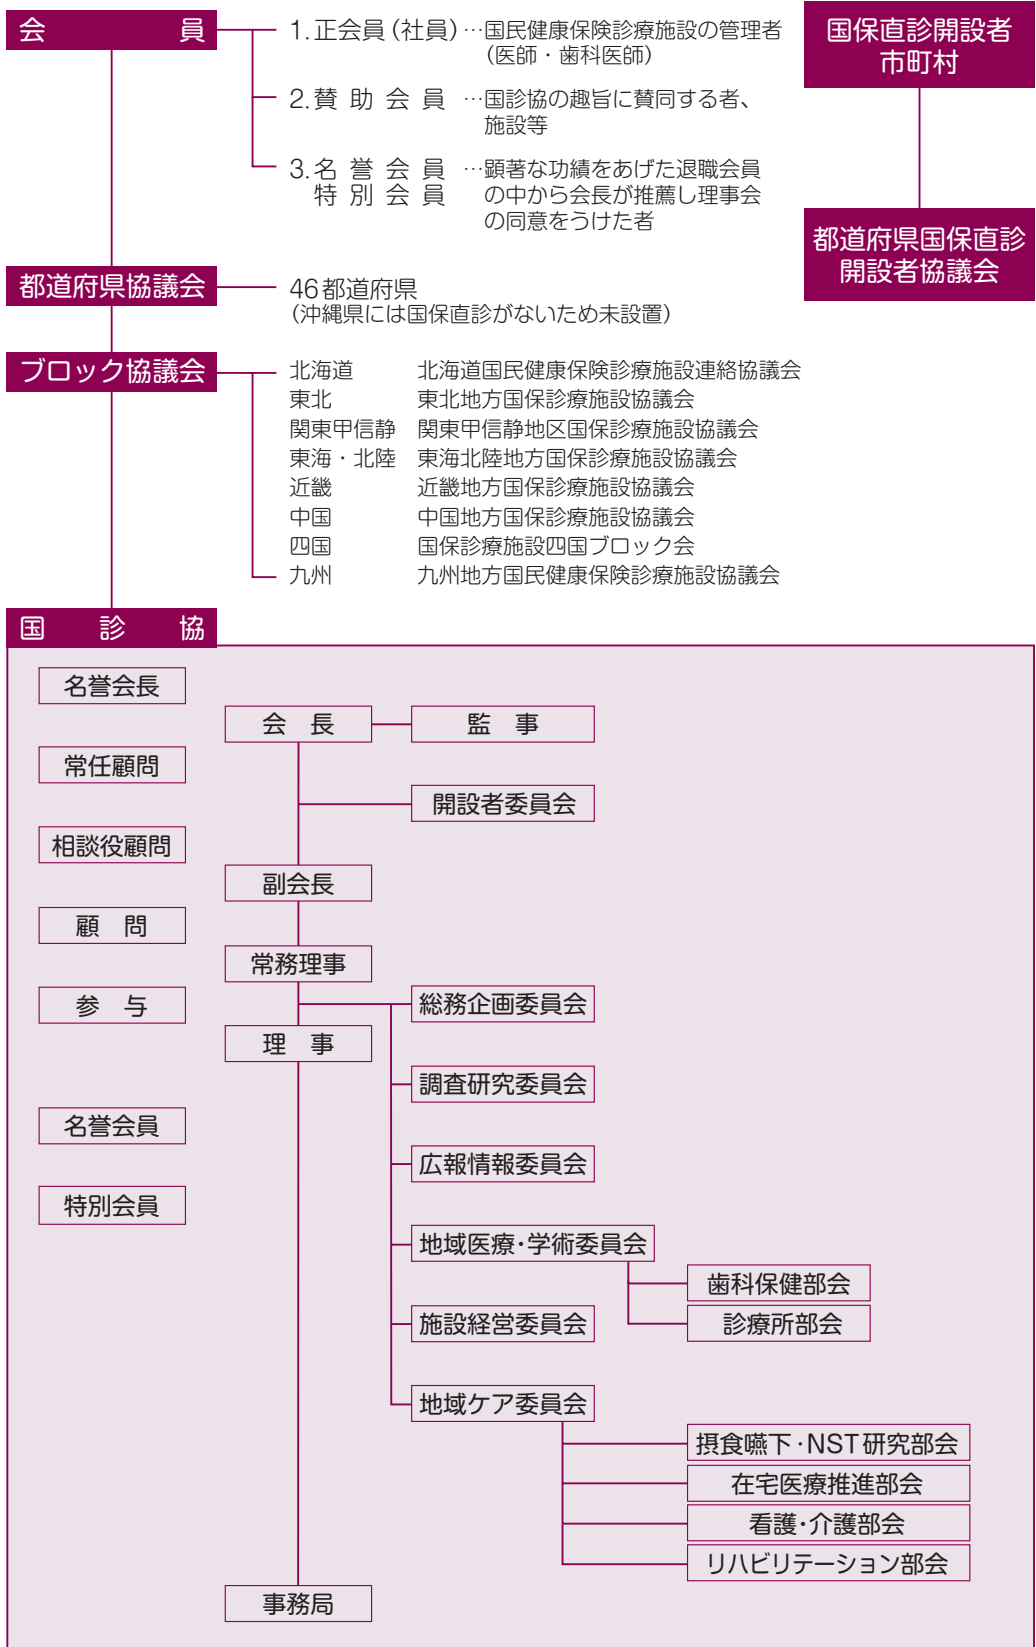 会員
1.正会員(社員)…国民健康保険診療施設の管理者
(医師・歯科医師)
2.賛助会員…国診協の趣旨に賛同する者、
施設等
3.名誉会員…顕著な功績をあげた退職会員
特別会員 の中から会長が推薦し理事会
の同意をうけた者
国保直診開設者
市町村
都道府県国保直診
開設者協議会
都道府県協議会
46都道府県
(沖縄県には国保直診がないため未設置)
ブロック協議会
北海道 北海道国民健康保険診療施設連絡協議会
東北 東北地方国保診療施設協議会
関東甲信静 関東甲信静地区国保診療施設協議会
東海・北陸 東海北陸地方国保診療施設協議会
近畿 近畿地方国保診療施設協議会
中国 中国地方国保診療施設協議会
四国 国保診療施設四国ブロック会
九州 九州地方国民健康保険診療施設協議会
国診協
名誉会長
常任顧問
相談役顧問
顧問
参与
名誉会員
特別会員
会長
監事
開設者委員会
副会長
常務理事
理事
総務企画委員会
調査研究委員会
広報情報委員会
地域医療・学術委員会
歯科保健部会
診療所部会
施設経営委員会
地域ケア委員会
摂食嚥下・NST研究部会
在宅医療推進部会
看護・介護部会
リハビリテーション部会
事務局